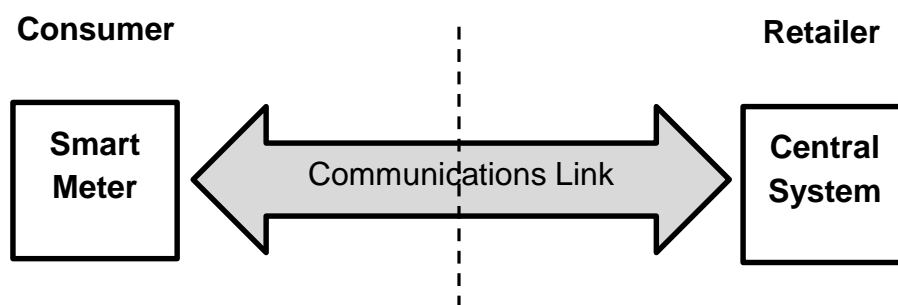 Consumer
Retailer
Smart
Meter
Communications Link
Central
System